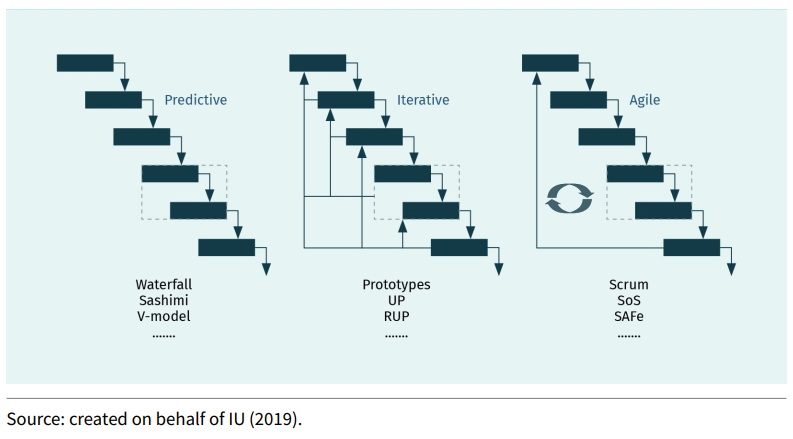 Predictive
Iterative
Agile
Waterfall
Sashimi
V-model
.......
Prototypes
UP
RUP
.......
Scrum
SoS
SAFe
.......
Source: created on behalf of IU (2019).